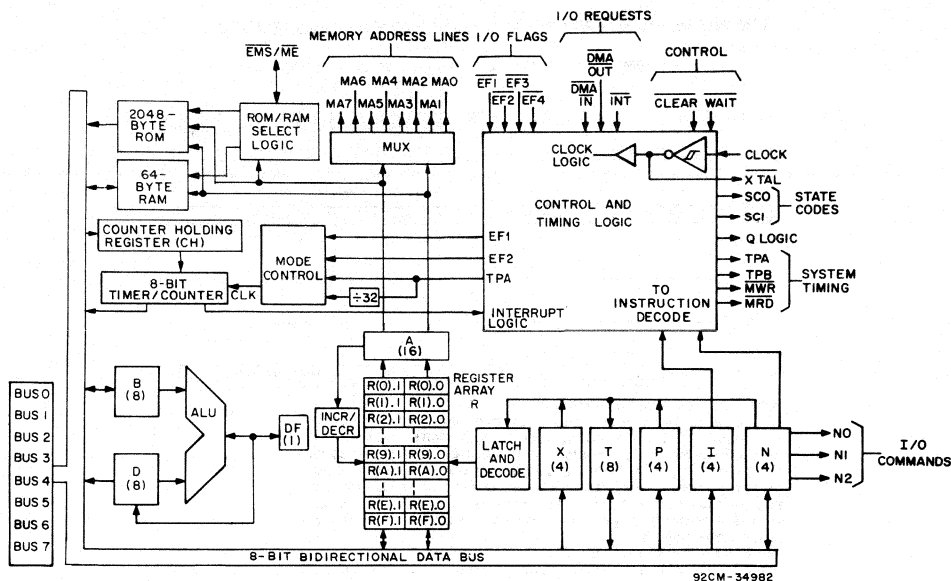 I/O REQUESTS
MEMORY ADDRESS LINES I/O FLAGS
CONTROL
EMS/ME
DMA OUT
MA6 MA4 MA2 MA0
EF1 EF3
DMA IN
INT
CLEAR WAIT
MA7 MA5 MA3 MA1
EF2 EF4
2048-
BYTE
ROM
ROM/RAM
SELECT
LOGIC
MUX
CLOCK
LOGIC
CLOCK
XTAL
64-
BYTE
RAM
SC0
SC1
STATE
CODES
CONTROL AND
TIMING LOGIC
COUNTER HOLDING
REGISTER (CH)
MODE
CONTROL
EF1
EF2
TPA
Q LOGIC
TPA
TPB
MWR
MRD
SYSTEM
TIMING
8-BIT
TIMER/COUNTER
CLK
÷32
INTERRUPT
LOGIC
TO
INSTRUCTION
DECODE
A
(16)
REGISTER
ARRAY
R
R(0).1 R(0).0
R(1).1 R(1).0
R(2).1 R(2).0
R(9).1 R(9).0
R(A).1 R(A).0
R(E).1 R(E).0
R(F).1 R(F).0
INCR/
DECR
B
(8)
ALU
DF
(1)
D
(8)
LATCH
AND
DECODE
X
(4)
T
(8)
P
(4)
I
(4)
N
(4)
N0
N1
N2
I/O
COMMANDS
BUS 0
BUS 1
BUS 2
BUS 3
BUS 4
BUS 5
BUS 6
BUS 7
8-BIT BIDIRECTIONAL DATA BUS
92CM-34982